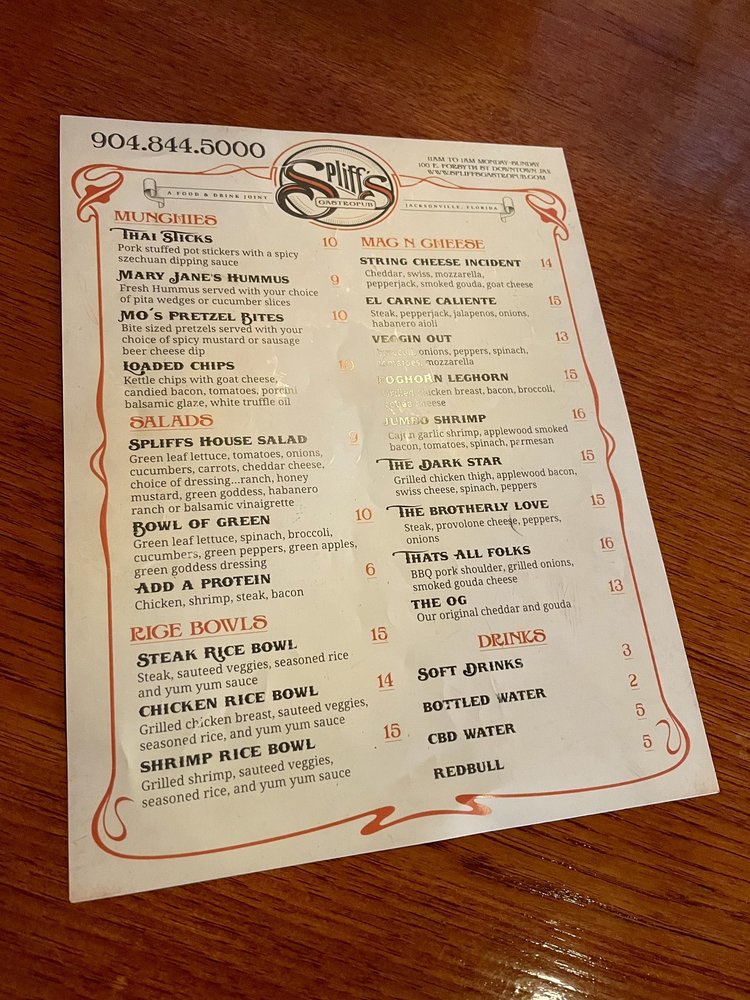 904.844.5000
Spliff's
GASTROPUB
11AM TO 1AM MONDAY-SUNDAY
100 E. FORSYTH ST DOWNTOWN JAX
WWW.SPLIFFSGASTROPUB.COM
A FOOD & DRINK JOINT
JACKSONVILLE, FLORIDA
MUNCHIES
THAI STICKS 10
Pork stuffed pot stickers with a spicy
szechuan dipping sauce
MARY JANE'S HUMMUS 9
Fresh Hummus served with your choice
of pita wedges or cucumber slices
MO'S PRETZEL BITES 10
Bite sized pretzels served with your
choice of spicy mustard or sausage
beer cheese dip
LOADED CHIPS 10
Kettle chips with goat cheese,
candied bacon, tomatoes, porcini
balsamic glaze, white truffle oil
SALADS
SPLIFFS HOUSE SALAD 9
Green leaf lettuce, tomatoes, onions,
cucumbers, carrots, cheddar cheese,
choice of dressing...ranch, honey
mustard, green goddess, habanero
ranch or balsamic vinaigrette
BOWL OF GREEN 10
Green leaf lettuce, spinach, broccoli,
cucumbers, green peppers, green apples,
green goddess dressing
ADD A PROTEIN 6
Chicken, shrimp, steak, bacon
RICE BOWLS
STEAK RICE BOWL 15
Steak, sauteed veggies, seasoned rice
and yum yum sauce
CHICKEN RICE BOWL 14
Grilled chicken breast, sauteed veggies,
seasoned rice, and yum yum sauce
SHRIMP RICE BOWL 15
Grilled shrimp, sauteed veggies,
seasoned rice, and yum yum sauce
MAC N CHEESE
STRING CHEESE INCIDENT 14
Cheddar, swiss, mozzarella,
pepperjack, smoked gouda, goat cheese
EL CARNE CALIENTE 15
Steak, pepperjack, jalapenos, onions,
habanero aioli
VEGGIN OUT 13
onions, peppers, spinach,
tomatoes, mozzarella
FOGHORN LEGHORN 15
Grilled chicken breast, bacon, broccoli,
cheese
JUMBO SHRIMP 16
Cajun garlic shrimp, applewood smoked
bacon, tomatoes, spinach, parmesan
THE DARK STAR 15
Grilled chicken thigh, applewood bacon,
swiss cheese, spinach, peppers
THE BROTHERLY LOVE 15
Steak, provolone cheese, peppers,
onions
THATS ALL FOLKS 16
BBQ pork shoulder, grilled onions,
smoked gouda cheese
THE OG 13
Our original cheddar and gouda
DRINKS
SOFT DRINKS 3
BOTTLED WATER 2
CBD WATER 5
REDBULL 5